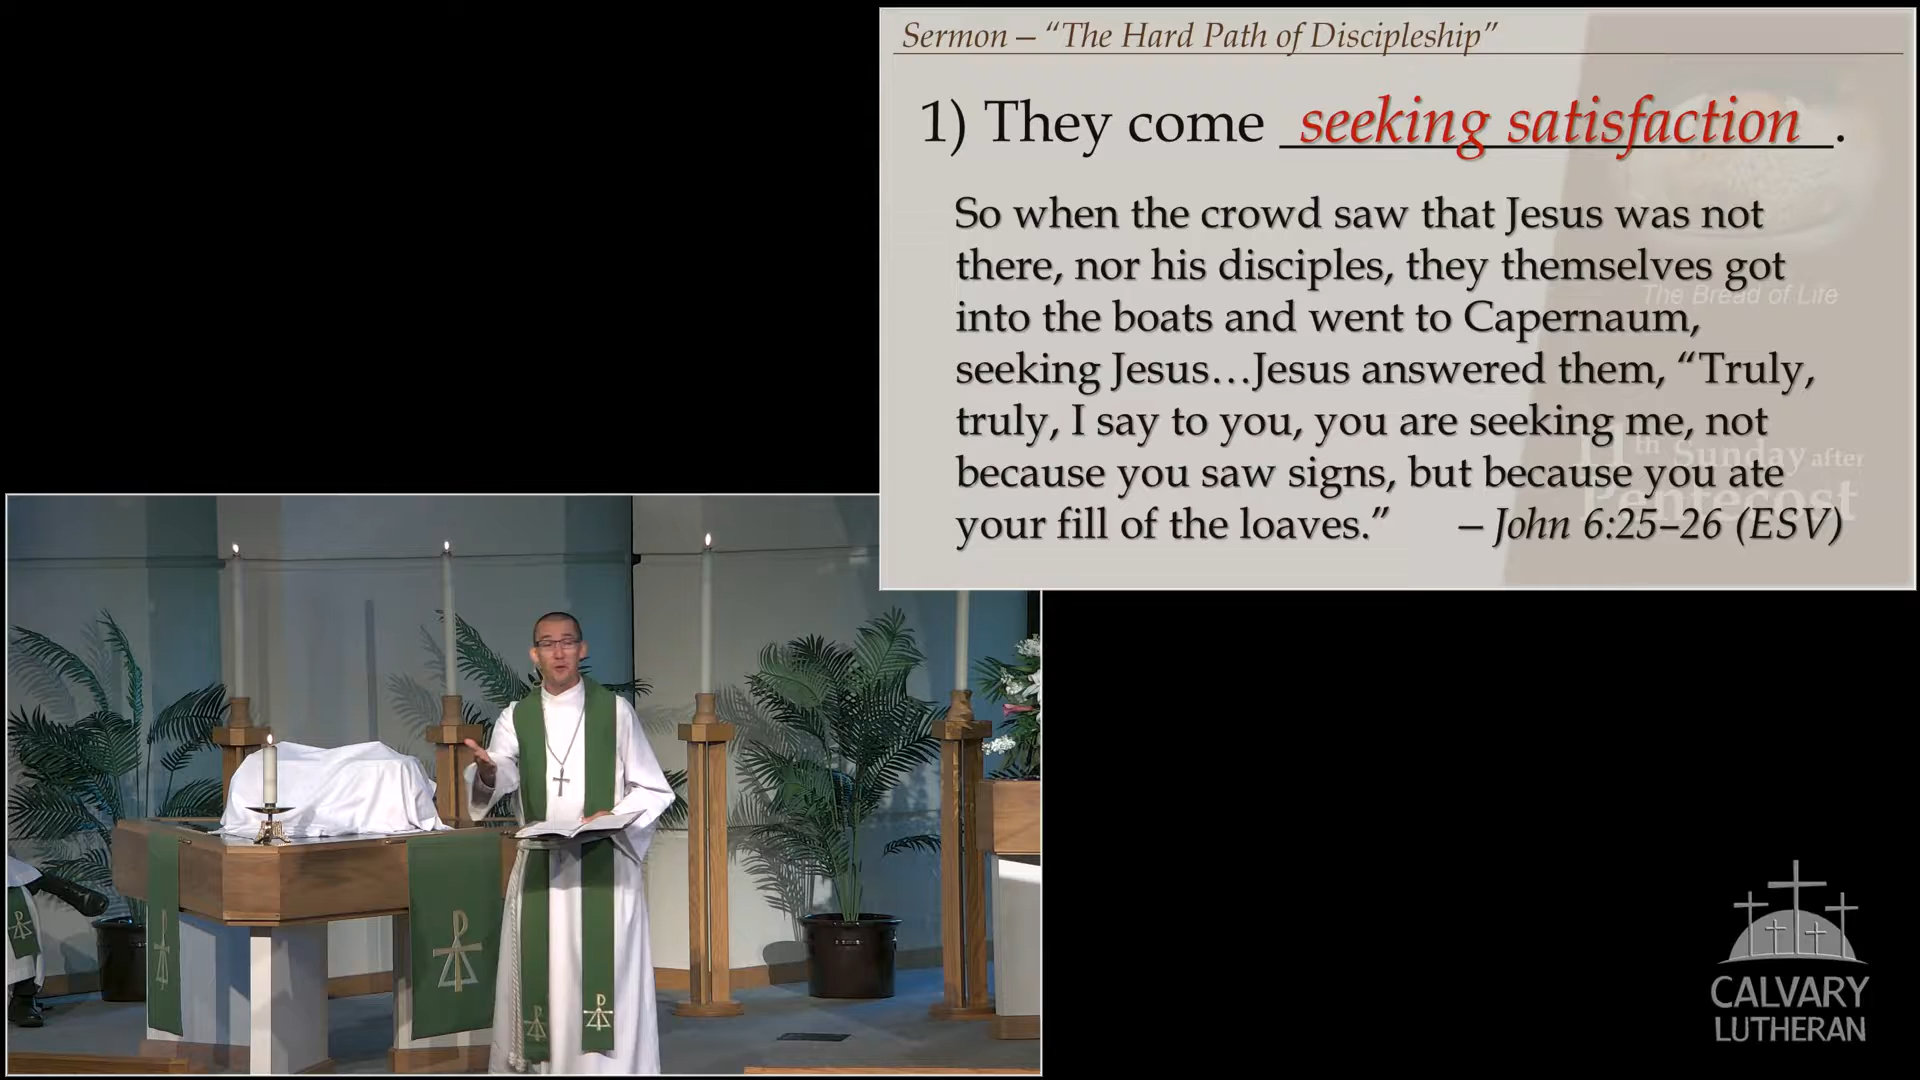 Sermon – “The Hard Path of Discipleship”
1) They come seeking satisfaction.
So when the crowd saw that Jesus was not
there, nor his disciples, they themselves got
into the boats and went to Capernaum,
seeking Jesus…Jesus answered them, “Truly,
truly, I say to you, you are seeking me, not
because you saw signs, but because you ate
your fill of the loaves.” – John 6:25–26 (ESV)
The Bread of Life
11th Sunday after
Pentecost
CALVARY
LUTHERAN